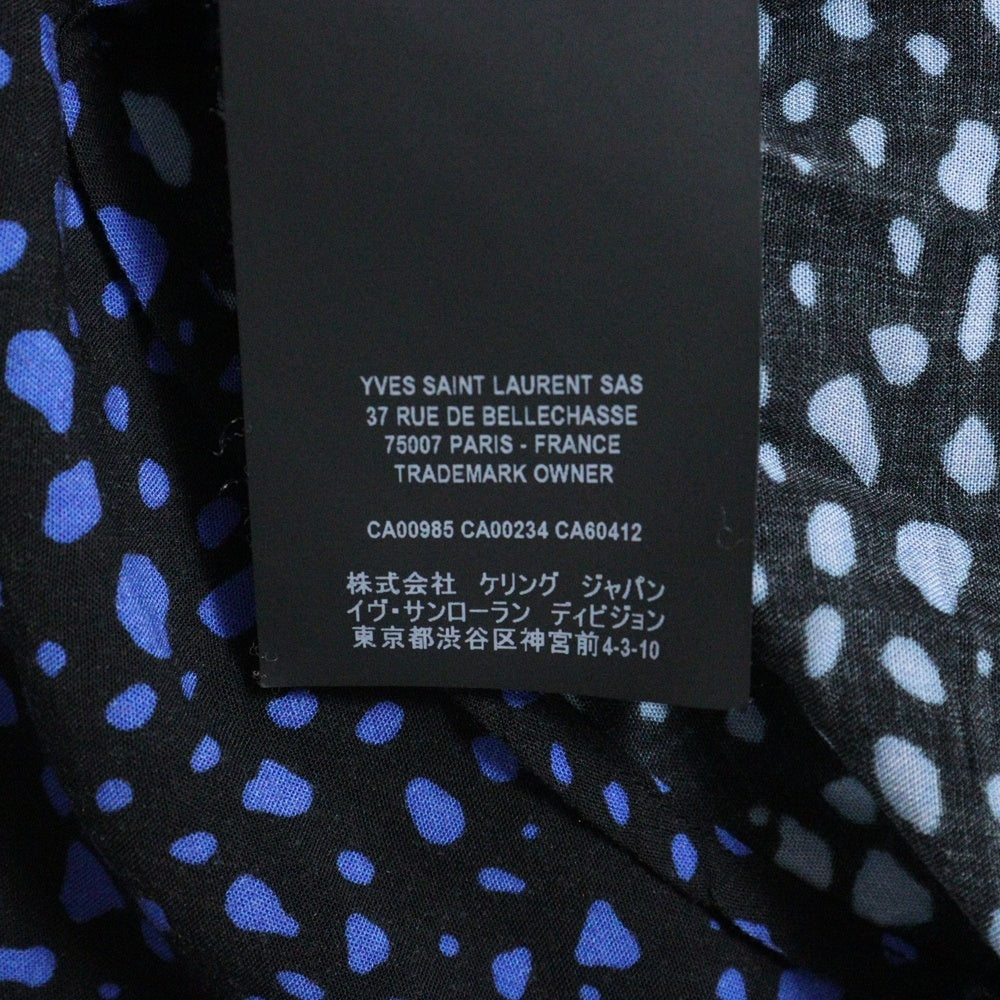 YVES SAINT LAURENT SAS
37 RUE DE BELLECHASSE
75007 PARIS - FRANCE
TRADEMARK OWNER
CA00985 CA00234 CA60412
株式会社 ケリング ジャパン
イヴ・サンローラン ディビジョン
東京都渋谷区神宮前4-3-10